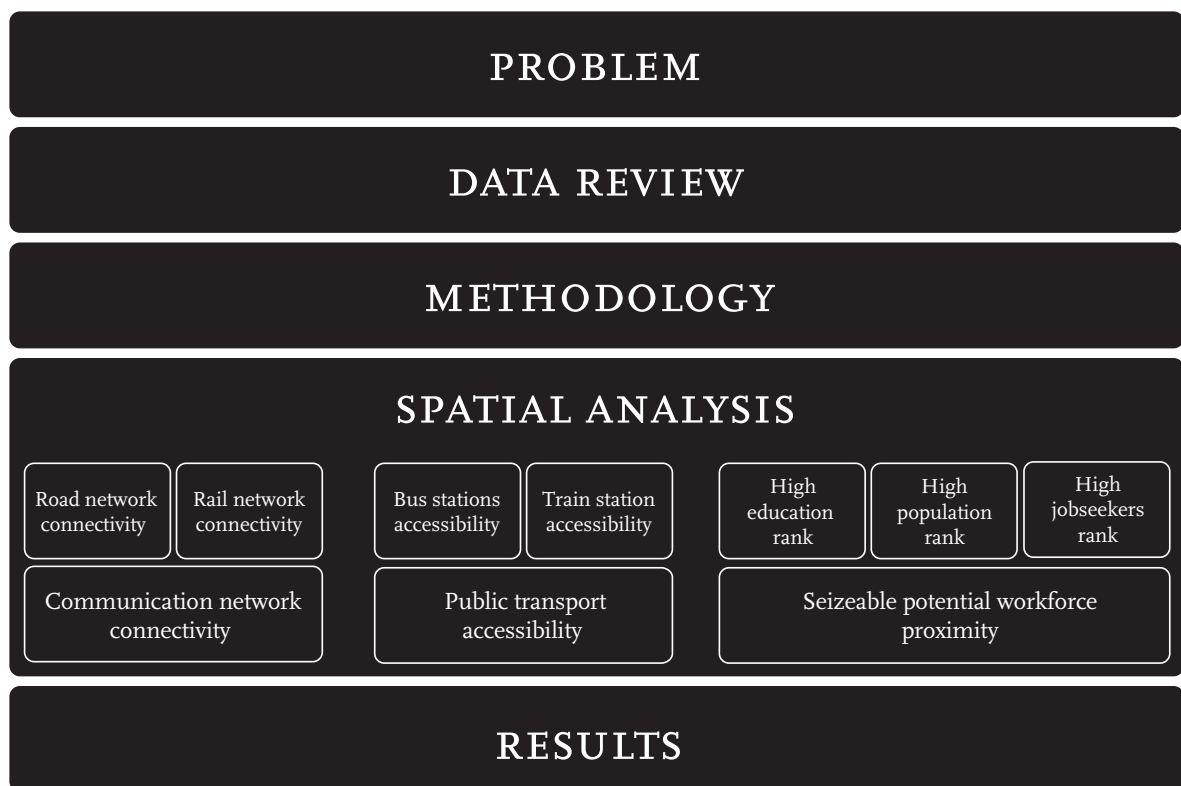 PROBLEM
DATA REVIEW
METHODOLOGY
SPATIAL ANALYSIS
Road network
connectivity
Rail network
connectivity
Bus stations
accessibility
Train station
accessibility
High
education
rank
High
population
rank
High
jobseekers
rank
Communication network
connectivity
Public transport
accessibility
Seizeable potential workforce
proximity
RESULTS